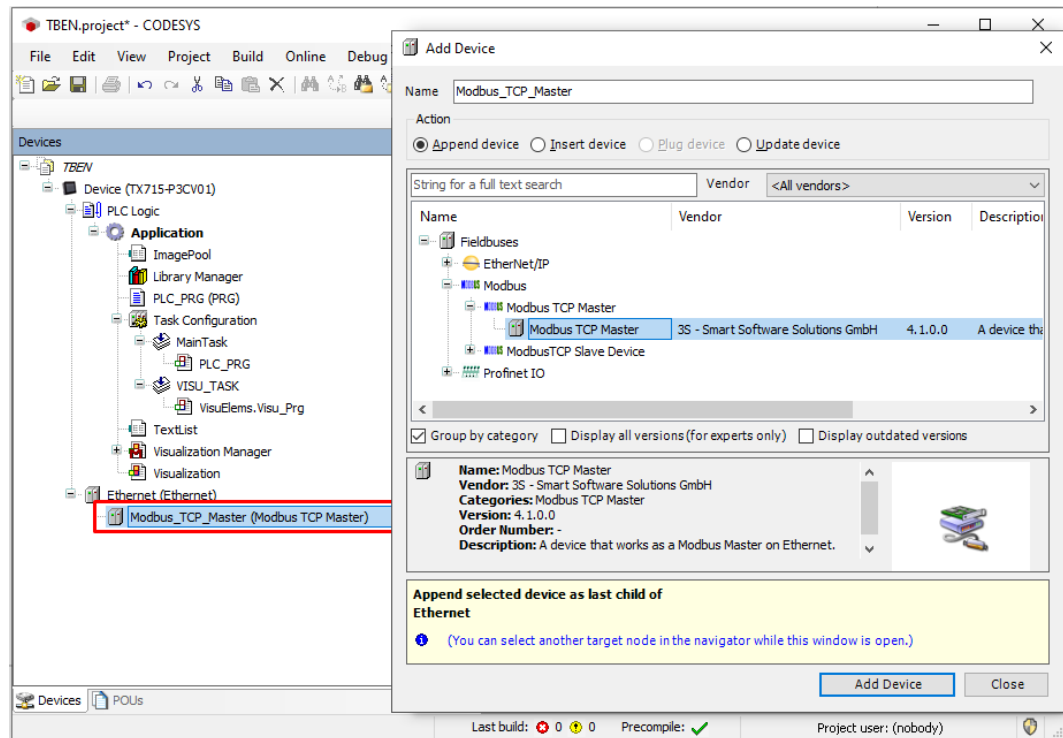 TBEN.project* - CODESYS
File Edit View Project Build Online Debug
Devices
TBEN
Device (TX715-P3CV01)
PLC Logic
Application
ImagePool
Library Manager
PLC_PRG (PRG)
Task Configuration
MainTask
PLC_PRG
VISU_TASK
VisuElems.Visu_Prg
TextList
Visualization Manager
Visualization
Ethernet (Ethernet)
Modbus_TCP_Master (Modbus TCP Master)
Devices POUs
Add Device
Name Modbus_TCP_Master
Action
Append device Insert device Plug device Update device
String for a full text search Vendor <All vendors>
Name Vendor Version Description
Fieldbuses
EtherNet/IP
Modbus
Modbus TCP Master
Modbus TCP Master 3S - Smart Software Solutions GmbH 4.1.0.0 A device tha
ModbusTCP Slave Device
Profinet IO
Group by category Display all versions (for experts only) Display outdated versions
Name: Modbus TCP Master
Vendor: 3S - Smart Software Solutions GmbH
Categories: Modbus TCP Master
Version: 4.1.0.0
Order Number: -
Description: A device that works as a Modbus Master on Ethernet.
Append selected device as last child of
Ethernet
(You can select another target node in the navigator while this window is open.)
Add Device Close
Last build: 0 0 Precompile: Project user: (nobody)